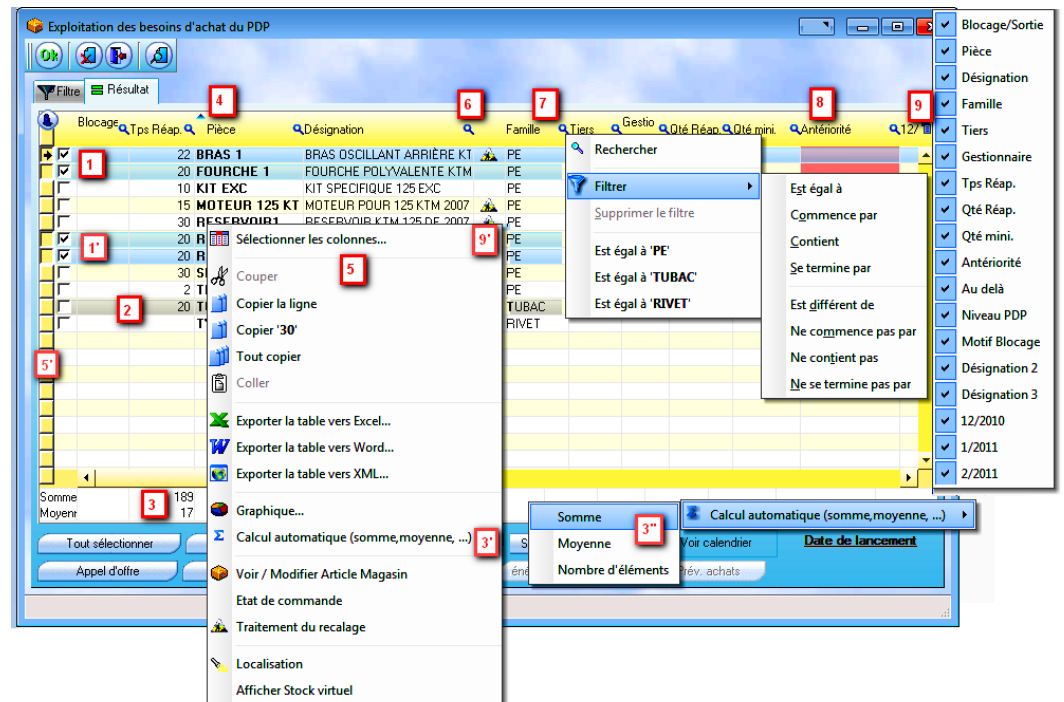 Exploitation des besoins d'achat du PDP
Ok
Filtre
Résultat
4
6
7
8
9
Blocage
Tps Réap.
Pièce
Désignation
Famille
Tiers
Gestio
Qté Réap.
Qté mini.
Antériorité
12/
22 BRAS 1 BRAS OSCILLANT ARRIÈRE KT PE
20 FOURCHE 1 FOURCHE POLYVALENTE KTM PE
10 KIT EXC KIT SPECIFIQUE 125 EXC PE
15 MOTEUR 125 KT MOTEUR POUR 125 KTM 2007 PE
30 RESERVOIR1 RESERVOIR KTM 125 DE 2007 PE
20 R PE
20 R PE
30 PE
2 PE
20 TUBAC
RIVET
1
1'
2
5'
Somme 189
Moyenr 17
3
Tout sélectionner
Appel d'offre
Voir calendrier
Date de lancement
Prév. achats
Sélectionner les colonnes...
9'
5
Couper
Copier la ligne
Copier '30'
Tout copier
Coller
Exporter la table vers Excel...
Exporter la table vers Word...
Exporter la table vers XML...
Graphique...
Calcul automatique (somme,moyenne, ...)
3'
Voir / Modifier Article Magasin
Etat de commande
Traitement du recalage
Localisation
Afficher Stock virtuel
Rechercher
Filtrer
Supprimer le filtre
Est égal à 'PE'
Est égal à 'TUBAC'
Est égal à 'RIVET'
Est égal à
Commence par
Contient
Se termine par
Est différent de
Ne commence pas par
Ne contient pas
Ne se termine pas par
Somme
Moyenne
Nombre d'éléments
3"
Calcul automatique (somme,moyenne, ...)
Blocage/Sortie
Pièce
Désignation
Famille
Tiers
Gestionnaire
Tps Réap.
Qté Réap.
Qté mini.
Antériorité
Au delà
Niveau PDP
Motif Blocage
Désignation 2
Désignation 3
12/2010
1/2011
2/2011